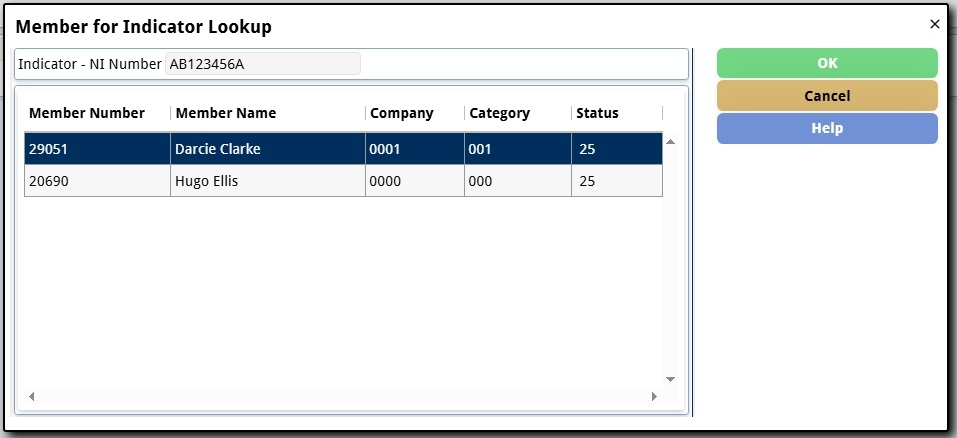 Member for Indicator Lookup ×
Indicator - NI Number AB123456A
OK
Cancel
Help
Member Number Member Name Company Category Status
29051 Darcie Clarke 0001 001 25
20690 Hugo Ellis 0000 000 25